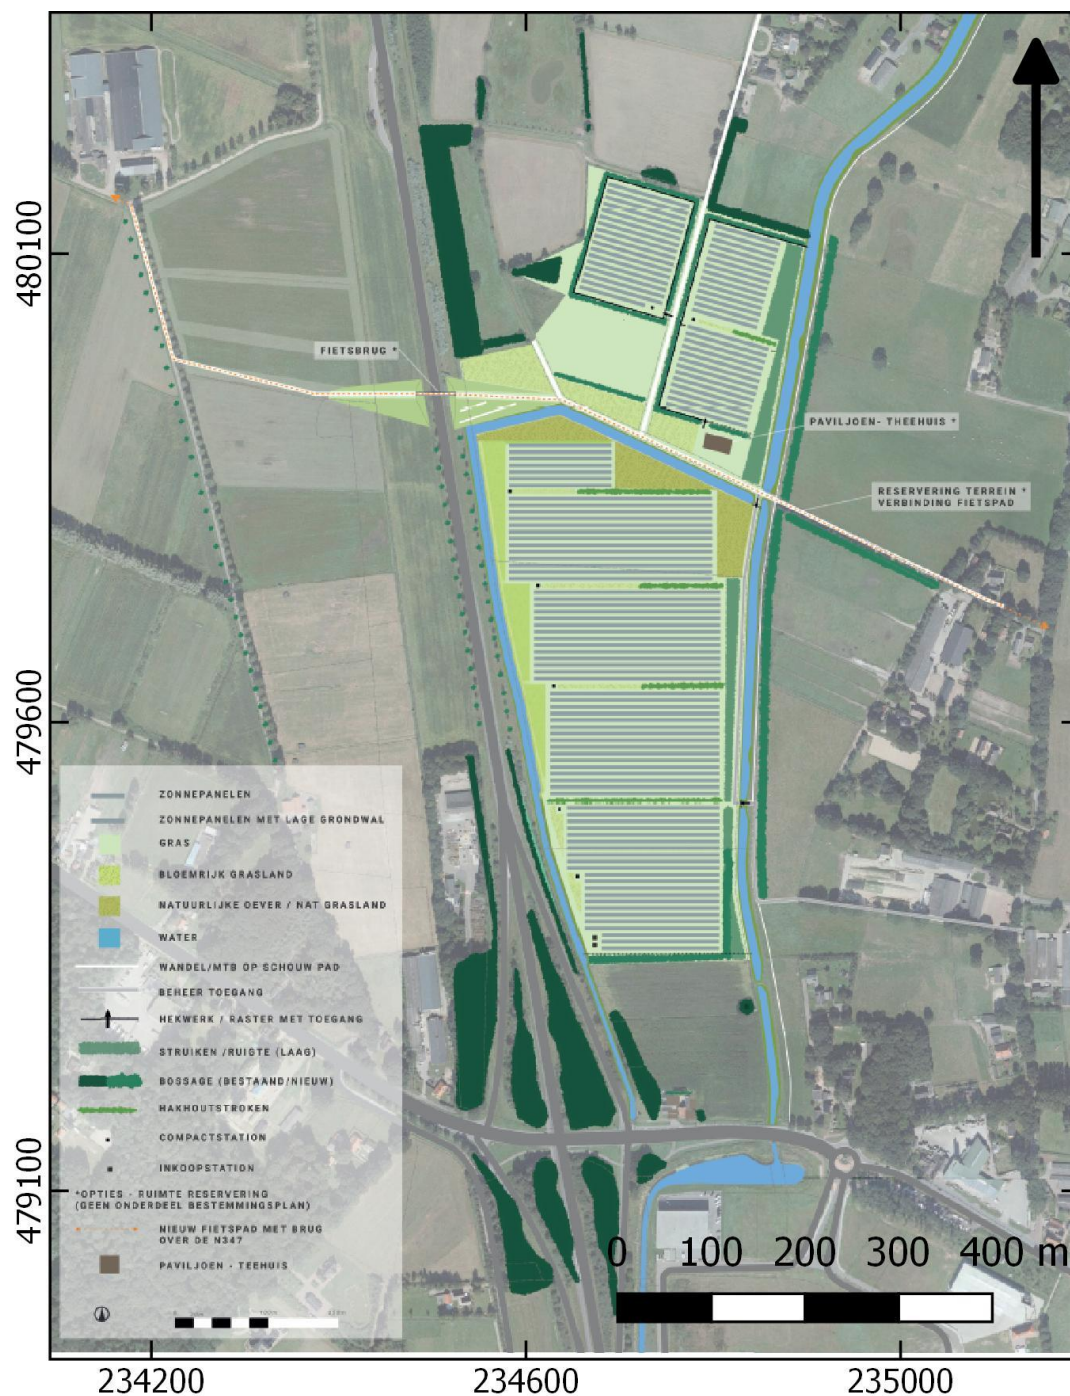 480100
479600
479100
FIETSBRUG *
PAVILJOEN- THEEHUIS *
RESERVERING TERREIN *
VERBINDING FIETSPAD
ZONNEPANELEN
ZONNEPANELEN MET LAGE GRONDWAL
GRAS
BLOEMRIJK GRASLAND
NATUURLIJKE OEVER / NAT GRASLAND
WATER
WANDEL/MTB OP SCHOUW PAD
BEHEER TOEGANG
HEKWERK / RASTER MET TOEGANG
STRUIKEN /RUIGTE (LAAG)
BOSSAGE (BESTAAND/NIEUW)
HAKHOUTSTROKEN
COMPACTSTATION
INKOOPSTATION
*OPTIES - RUIMTE RESERVERING
(GEEN ONDERDEEL BESTEMMINGSPLAN)
NIEUW FIETSPAD MET BRUG
OVER DE N347
PAVILJOEN - TEEHUIS
0 100 200 300 400 m
234200 234600 235000